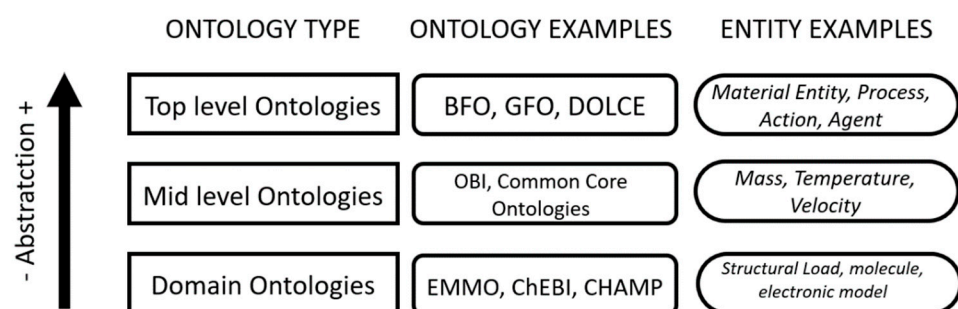 ONTOLOGY TYPE ONTOLOGY EXAMPLES ENTITY EXAMPLES
- Abstratction +
Top level Ontologies
BFO, GFO, DOLCE
Material Entity, Process,
Action, Agent
Mid level Ontologies
OBI, Common Core
Ontologies
Mass, Temperature,
Velocity
Domain Ontologies
EMMO, ChEBI, CHAMP
Structural Load, molecule,
electronic model